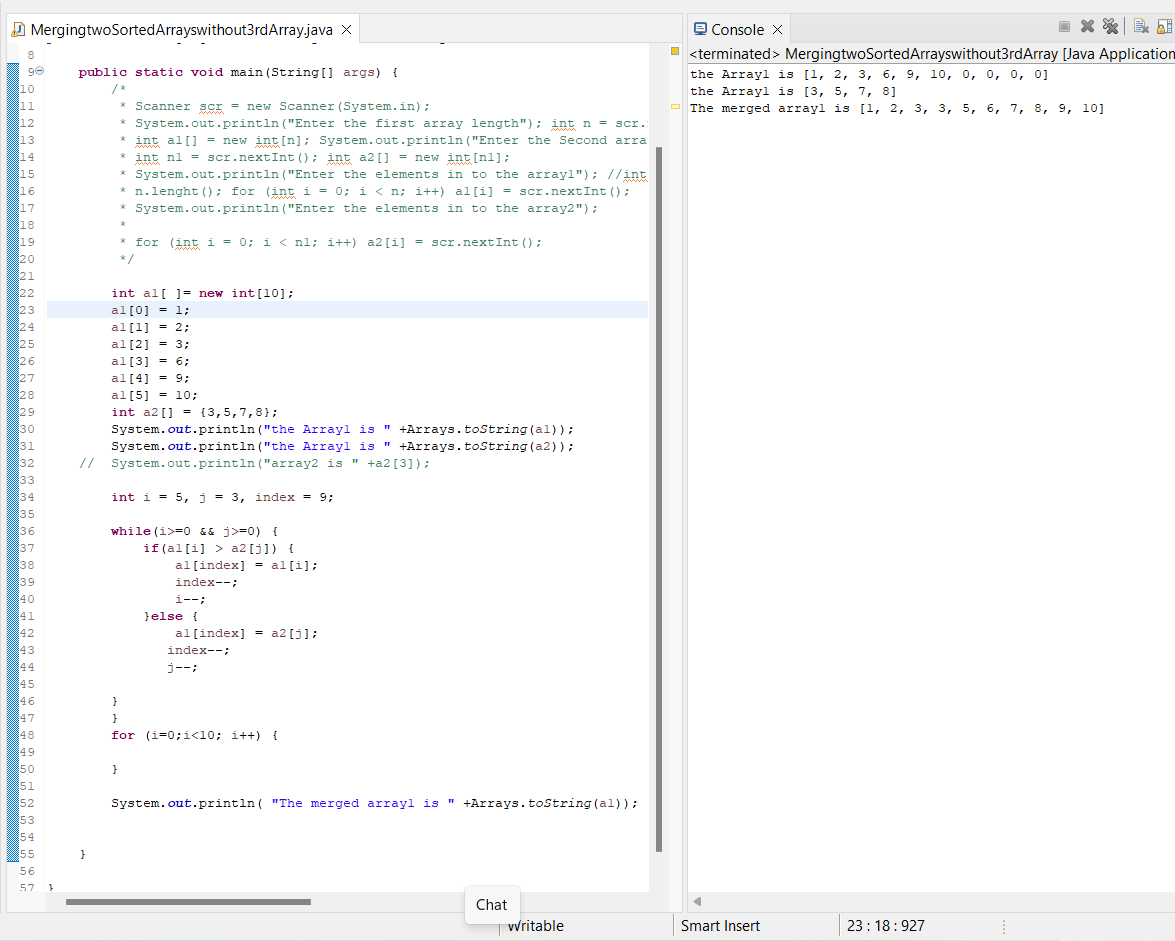 MergingtwoSortedArrayswithout3rdArray.java
8
9 public static void main(String[] args) {
10 /*
11 * Scanner scr = new Scanner(System.in);
12 * System.out.println("Enter the first array length"); int n = scr.
13 * int a1[] = new int[n]; System.out.println("Enter the Second arra
14 * int n1 = scr.nextInt(); int a2[] = new int[n1];
15 * System.out.println("Enter the elements in to the array1"); //int
16 * n.lenght(); for (int i = 0; i < n; i++) a1[i] = scr.nextInt();
17 * System.out.println("Enter the elements in to the array2");
18 *
19 * for (int i = 0; i < n1; i++) a2[i] = scr.nextInt();
20 */
21
22 int a1[ ]= new int[10];
23 a1[0] = 1;
24 a1[1] = 2;
25 a1[2] = 3;
26 a1[3] = 6;
27 a1[4] = 9;
28 a1[5] = 10;
29 int a2[] = {3,5,7,8};
30 System.out.println("the Array1 is " +Arrays.toString(a1));
31 System.out.println("the Array1 is " +Arrays.toString(a2));
32 // System.out.println("array2 is " +a2[3]);
33
34 int i = 5, j = 3, index = 9;
35
36 while(i>=0 && j>=0) {
37 if(a1[i] > a2[j]) {
38 a1[index] = a1[i];
39 index--;
40 i--;
41 }else {
42 a1[index] = a2[j];
43 index--;
44 j--;
45
46 }
47 }
48 for (i=0;i<10; i++) {
49
50 }
51
52 System.out.println( "The merged array1 is " +Arrays.toString(a1));
53
54
55 }
56
57 }
Console
<terminated> MergingtwoSortedArrayswithout3rdArray [Java Application
the Array1 is [1, 2, 3, 6, 9, 10, 0, 0, 0, 0]
the Array1 is [3, 5, 7, 8]
The merged array1 is [1, 2, 3, 3, 5, 6, 7, 8, 9, 10]
Chat
Writable
Smart Insert
23 : 18 : 927